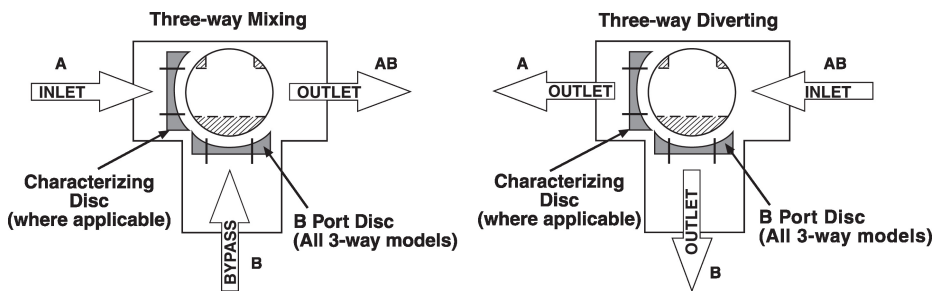 Three-way Mixing
A
INLET
AB
OUTLET
Characterizing
Disc
(where applicable)
BYPASS
B
B Port Disc
(All 3-way models)
Three-way Diverting
A
OUTLET
AB
INLET
Characterizing
Disc
(where applicable)
OUTLET
B
B Port Disc
(All 3-way models)